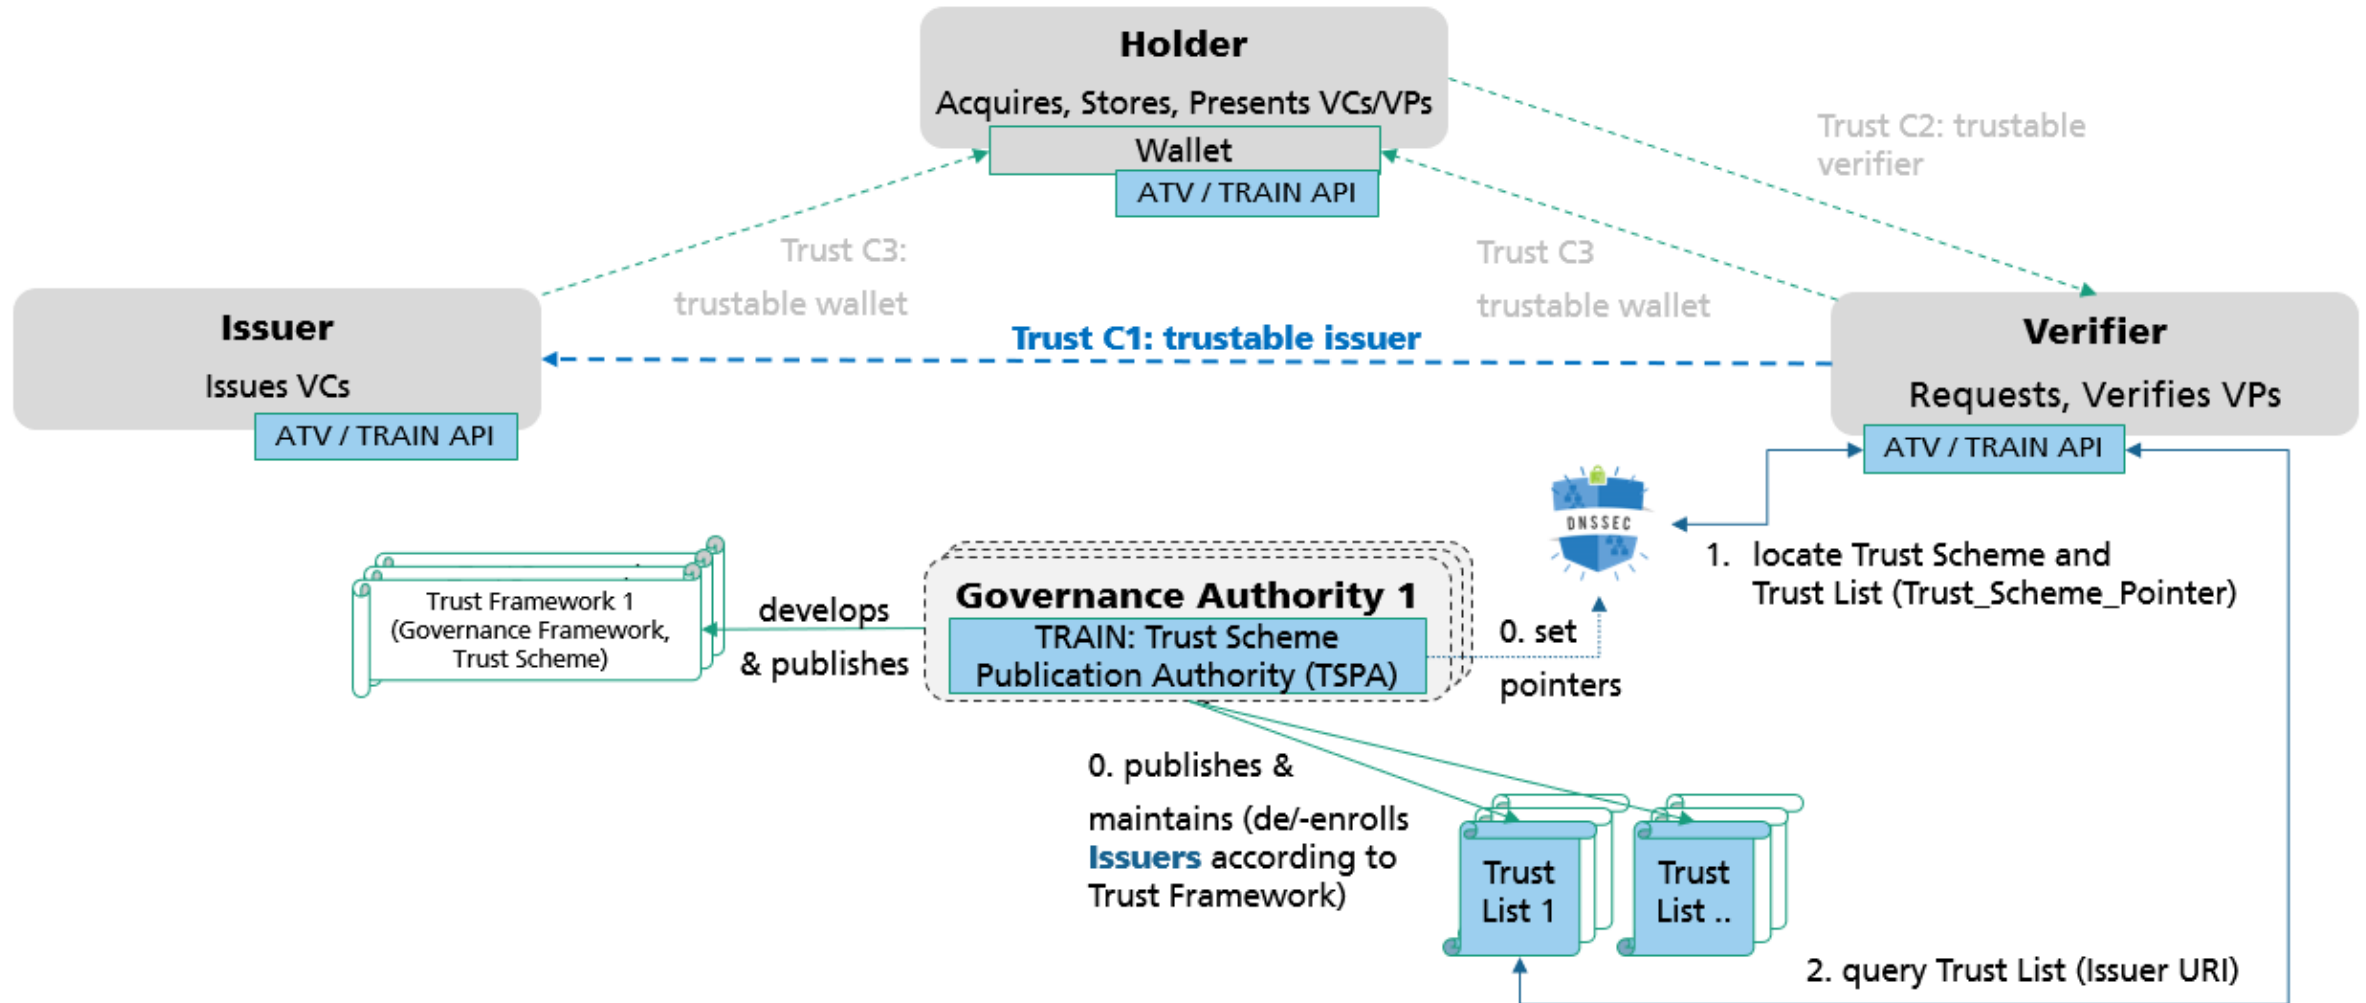 Holder
Acquires, Stores, Presents VCs/VPs
Wallet
ATV / TRAIN API
Trust C2: trustable
verifier
Trust C3:
trustable wallet
Trust C3
trustable wallet
Trust C1: trustable issuer
Issuer
Issues VCs
ATV / TRAIN API
Verifier
Requests, Verifies VPs
ATV / TRAIN API
DNSSEC
1. locate Trust Scheme and
Trust List (Trust_Scheme_Pointer)
Trust Framework 1
(Governance Framework,
Trust Scheme)
develops
& publishes
Governance Authority 1
TRAIN: Trust Scheme
Publication Authority (TSPA)
0. set
pointers
0. publishes &
maintains (de/-enrolls
Issuers according to
Trust Framework)
Trust
List 1
Trust
List ..
2. query Trust List (Issuer URI)